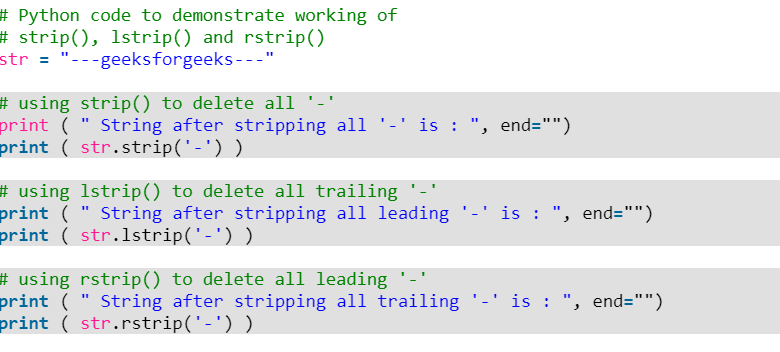 # Python code to demonstrate working of
# strip(), lstrip() and rstrip()
str = "---geeksforgeeks---"
# using strip() to delete all '-'
print ( " String after stripping all '-' is : ", end="")
print ( str.strip('-') )
# using lstrip() to delete all trailing '-'
print ( " String after stripping all leading '-' is : ", end="")
print ( str.lstrip('-') )
# using rstrip() to delete all leading '-'
print ( " String after stripping all trailing '-' is : ", end="")
print ( str.rstrip('-') )